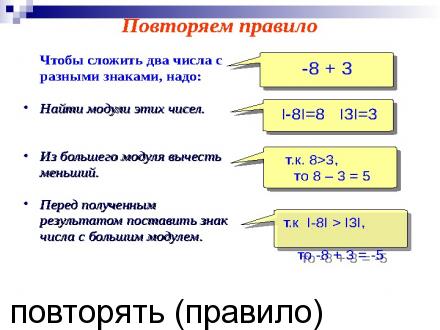 Повторяем правило
Чтобы сложить два числа с
разными знаками, надо:
-8 + 3
• Найти модули этих чисел.
I-8I=8 I3I=3
• Из большего модуля вычесть
меньший.
т.к. 8>3,
то 8 – 3 = 5
• Перед полученным
результатом поставить знак
числа с большим модулем.
т.к I-8I > I3I,
то -8 + 3 = -5
повторять (правило)